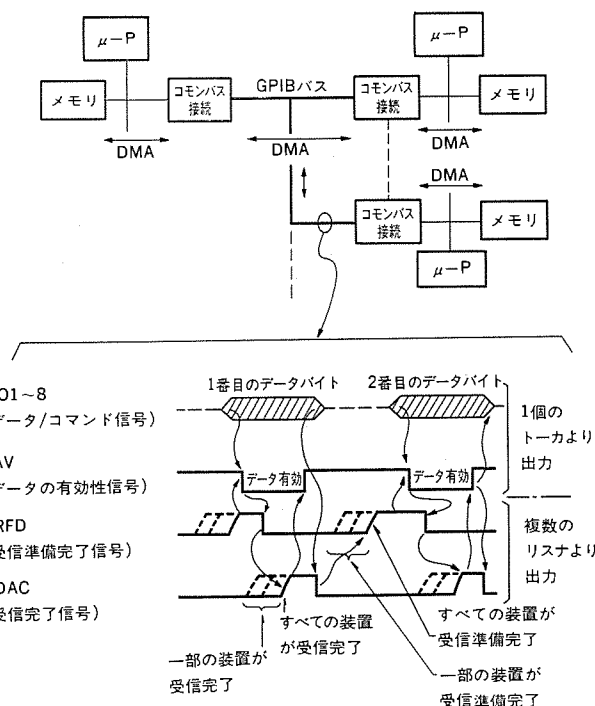 μ-P
μ-P
メモリ
コモンバス
接続
GPIBバス
コモンバス
接続
メモリ
DMA
DMA
DMA
DMA
コモンバス
接続
メモリ
μ-P
O1~8
データ/コマンド信号)
1番目のデータバイト
2番目のデータバイト
1個の
トーカより
出力
AV
データの有効性信号)
データ有効
データ有効
RFD
受信準備完了信号)
複数の
リスナより
出力
DAC
受信完了信号)
すべての装置
が受信完了
すべての装置が
受信準備完了
一部の装置が
受信完了
一部の装置が
受信準備完了